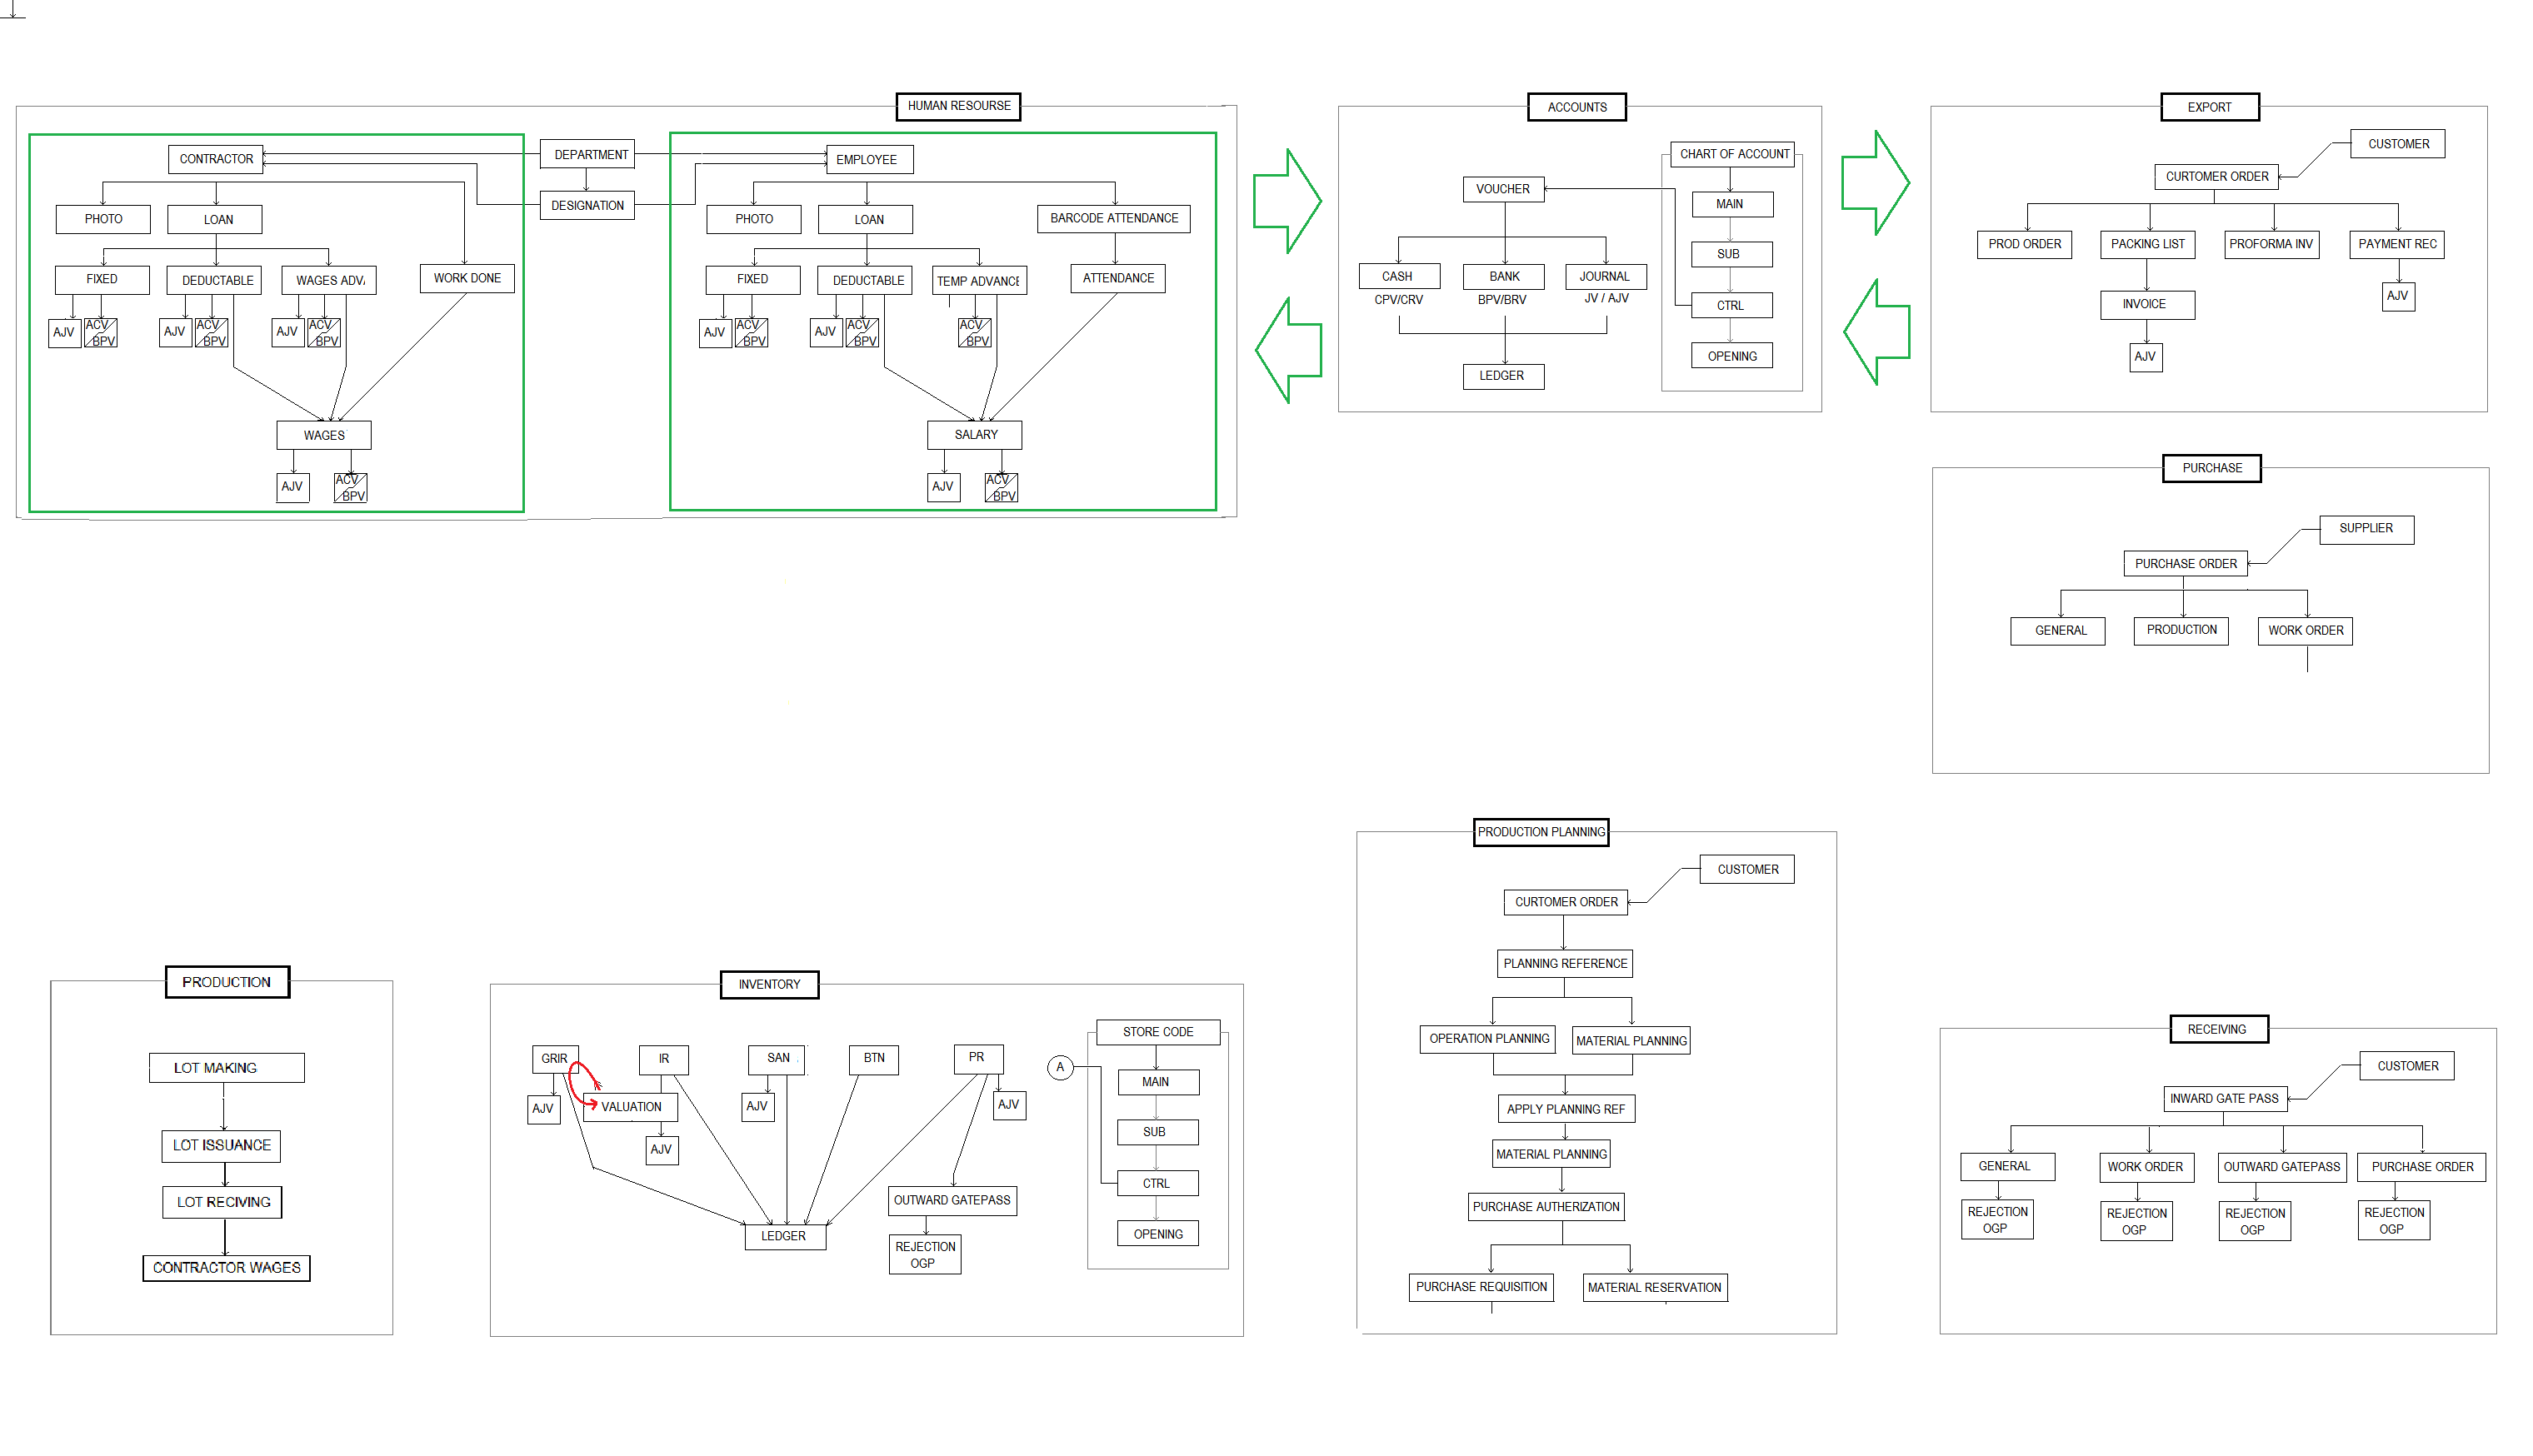 HUMAN RESOURSE
CONTRACTOR
DEPARTMENT
EMPLOYEE
DESIGNATION
PHOTO
LOAN
PHOTO
LOAN
BARCODE ATTENDANCE
FIXED
DEDUCTABLE
WAGES ADV
WORK DONE
FIXED
DEDUCTABLE
TEMP ADVANCE
ATTENDANCE
AJV
ACV
BPV
AJV
ACV
BPV
AJV
ACV
BPV
AJV
ACV
BPV
AJV
ACV
BPV
ACV
BPV
WAGES
SALARY
AJV
ACV
BPV
AJV
ACV
BPV
ACCOUNTS
CHART OF ACCOUNT
VOUCHER
MAIN
SUB
CASH
BANK
JOURNAL
CPV/CRV
BPV/BRV
JV / AJV
CTRL
OPENING
LEDGER
EXPORT
CUSTOMER
CURTOMER ORDER
PROD ORDER
PACKING LIST
PROFORMA INV
PAYMENT REC
INVOICE
AJV
AJV
PURCHASE
SUPPLIER
PURCHASE ORDER
GENERAL
PRODUCTION
WORK ORDER
PRODUCTION
LOT MAKING
LOT ISSUANCE
LOT RECIVING
CONTRACTOR WAGES
INVENTORY
STORE CODE
GRIR
IR
SAN
BTN
PR
A
MAIN
AJV
VALUATION
AJV
AJV
SUB
AJV
CTRL
OUTWARD GATEPASS
LEDGER
OPENING
REJECTION
OGP
PRODUCTION PLANNING
CUSTOMER
CURTOMER ORDER
PLANNING REFERENCE
OPERATION PLANNING
MATERIAL PLANNING
APPLY PLANNING REF
MATERIAL PLANNING
PURCHASE AUTHERIZATION
PURCHASE REQUISITION
MATERIAL RESERVATION
RECEIVING
CUSTOMER
INWARD GATE PASS
GENERAL
WORK ORDER
OUTWARD GATEPASS
PURCHASE ORDER
REJECTION
OGP
REJECTION
OGP
REJECTION
OGP
REJECTION
OGP